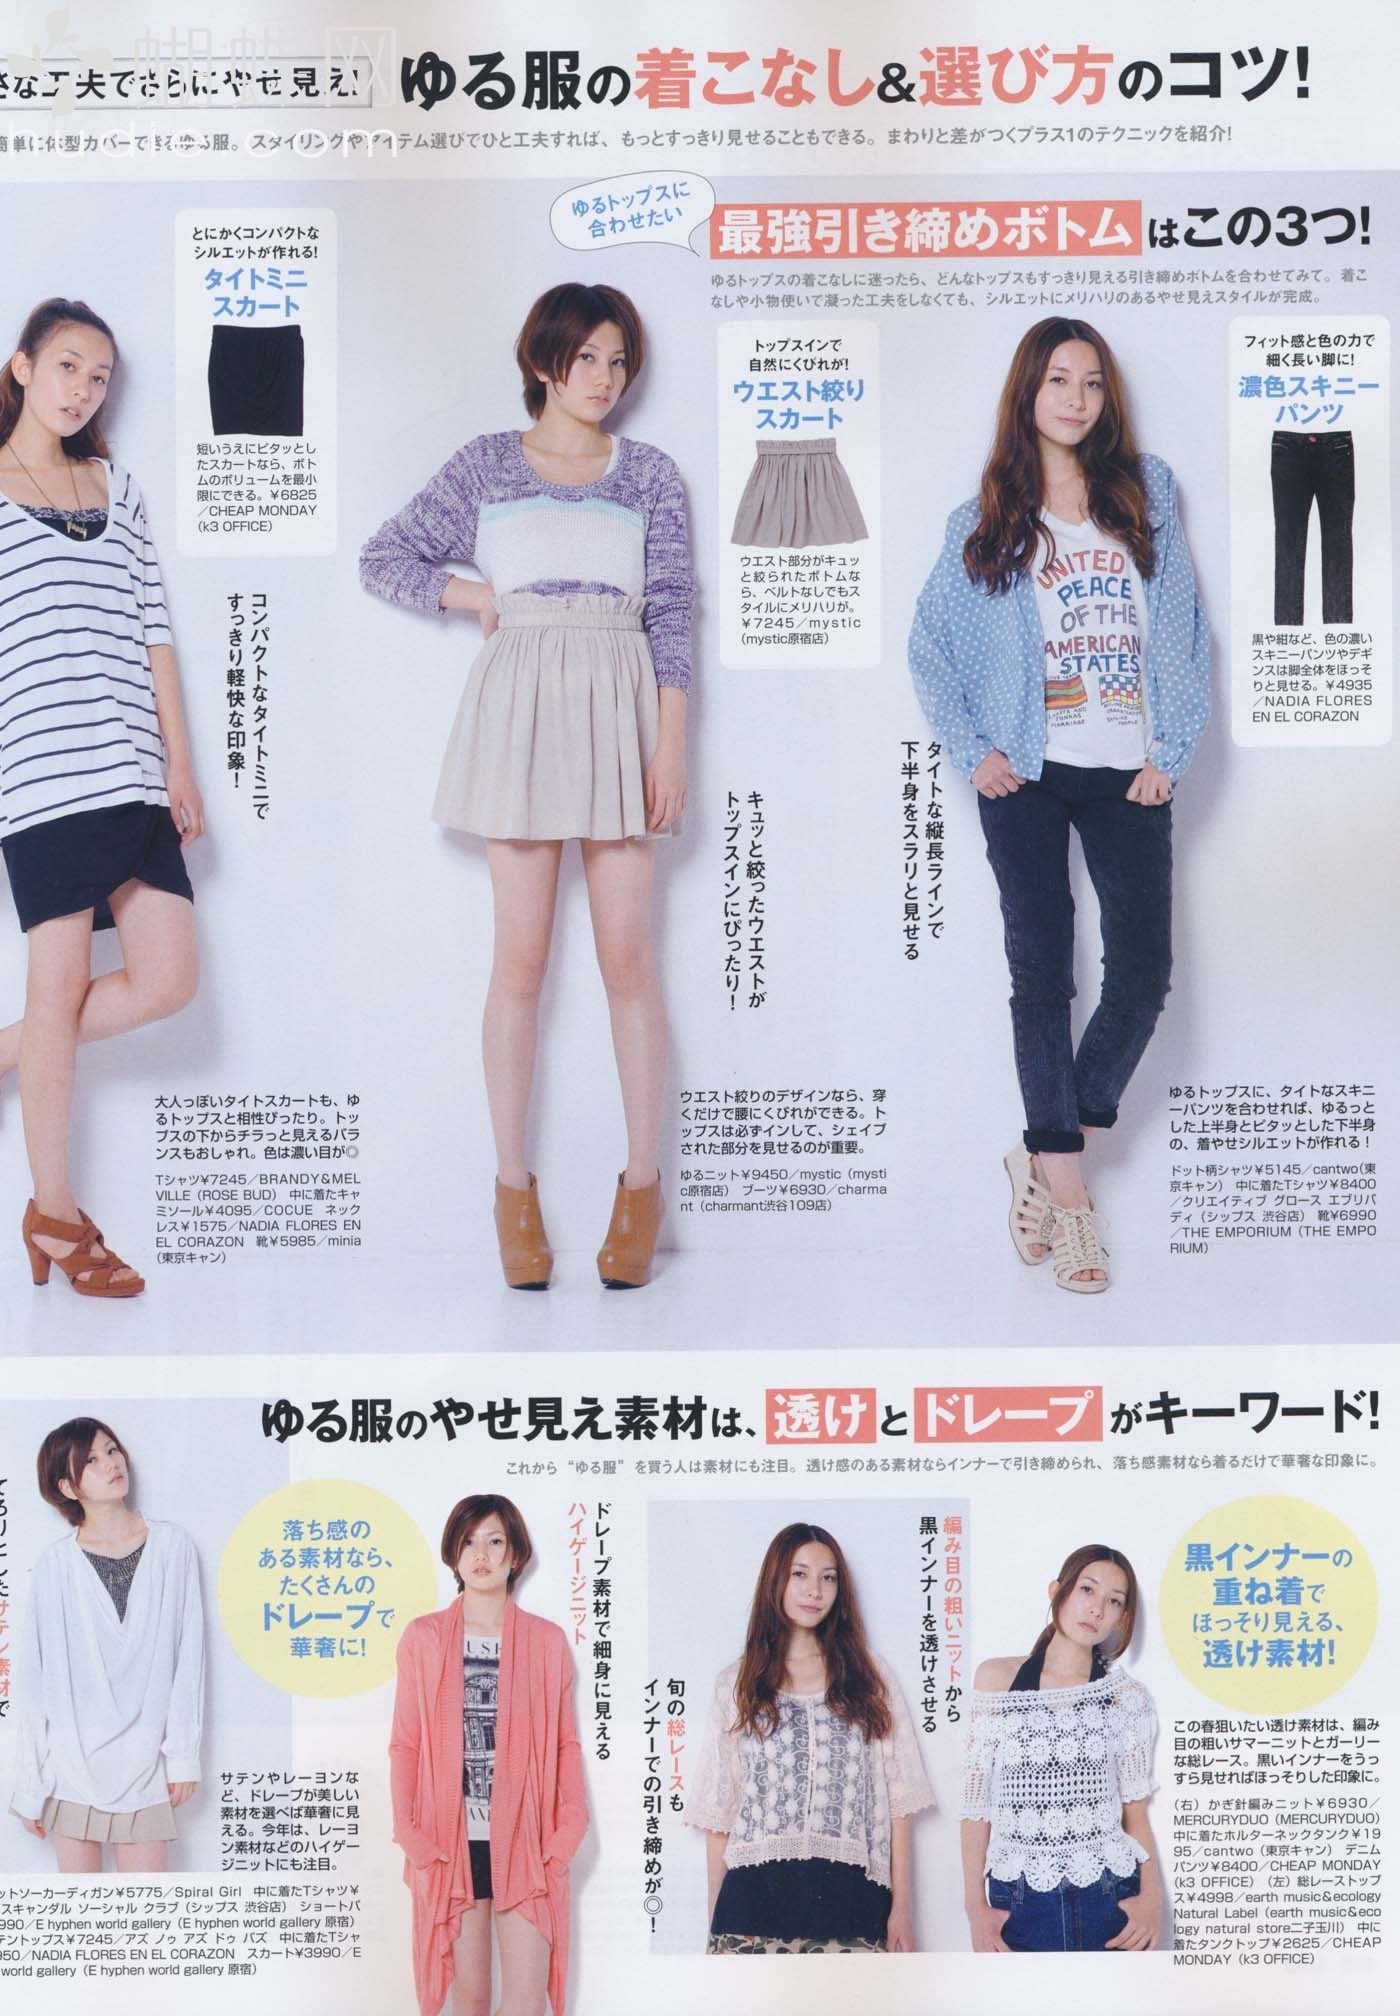 蝴蝶网
hudie.com
さな工夫でさらにやせ見え!
ゆる服の着こなし&選び方のコツ!
簡単に体型カバーできるゆる服。スタイリングやアイテム選びでひと工夫すれば、もっとすっきり見せることもできる。まわりと差がつくプラス1のテクニックを紹介!
ゆるトップスに
合わせたい
最強引き締めボトムはこの3つ!
ゆるトップスの着こなしに迷ったら、どんなトップスもすっきり見える引き締めボトムを合わせてみて。着こ
なしや小物使いで凝った工夫をしなくても、シルエットにメリハリのあるやせ見えスタイルが完成。
とにかくコンパクトな
シルエットが作れる!
タイトミニ
スカート
短いうえにピタッとし
たスカートなら、ボト
ムのボリュームを最小
限にできる。¥6825
/CHEAP MONDAY
(k3 OFFICE)
コンパクトなタイトミニで
すっきり軽快な印象!
大人っぽいタイトスカートも、ゆ
るトップスと相性ぴったり。トッ
プスの下からチラっと見えるバラ
ンスもおしゃれ。色は濃い目が◎
Tシャツ¥7245/BRANDY&MEL
VILLE(ROSE BUD) 中に着たキャ
ミソール¥4095/COCUE ネック
レス¥1575/NADIA FLORES EN
EL CORAZON 靴¥5985/minia
(東京キャン)
トップスインで
自然にくびれが!
ウエスト絞り
スカート
ウエスト部分がキュッ
と絞られたボトムな
ら、ベルトなしでもス
タイルにメリハリが。
¥7245/mystic
(mystic原宿店)
キュッと絞ったウエストが
トップスインにぴったり!
ウエスト絞りのデザインなら、穿
くだけで腰にくびれができる。ト
ップスは必ずインして、シェイプ
された部分を見せるのが重要。
ゆるニット¥9450/mystic(mysti
c原宿店) ブーツ¥6930/charma
nt(charmant渋谷109店)
フィット感と色の力で
細く長い脚に!
濃色スキニー
パンツ
黒や紺など、色の濃い
スキニーパンツやデギ
ンスは脚全体をほっそ
りと見せる。¥4935
/NADIA FLORES
EN EL CORAZON
UNITED
PEACE
OF THE
AMERICAN
STATES
タイトな縦長ラインで
下半身をスラリと見せる
ゆるトップスに、タイトなスキニ
ーパンツを合わせれば、ゆるっと
した上半身とピタッとした下半身
の、着やせシルエットが作れる!
ドット柄シャツ¥5145/cantwo(東
京キャン) 中に着たTシャツ¥8400
/クリエイティブ グロース エブリバ
ディ(シップス 渋谷店) 靴¥6990
/THE EMPORIUM(THE EMPO
RIUM)
ゆる服のやせ見え素材は、透けとドレープがキーワード!
これから“ゆる服”を買う人は素材にも注目。透け感のある素材ならインナーで引き締められ、落ち感素材なら着るだけで華奢な印象に。
てろりとしたサテン素材で
落ち感の
ある素材なら、
たくさんの
ドレープで
華奢に!
サテンやレーヨンな
ど、ドレープが美しい
素材を選べば華奢に見
える。今年は、レーヨ
ン素材などのハイゲー
ジニットにも注目。
ットソーカーディガン¥5775/Spiral Girl 中に着たTシャツ¥
スキャンダル ソーシャル クラブ(シップス 渋谷店) ショートパ
990/E hyphen world gallery(E hyphen world gallery 原宿)
テントップス¥7245/アズ ノゥ アズ ドゥ バズ 中に着たTシャ
950/NADIA FLORES EN EL CORAZON スカート¥3990/E
world gallery(E hyphen world gallery 原宿)
ドレープ素材で細身に見える
ハイゲージニット
旬の総レースも
インナーでの引き締めが◎!
編み目の粗いニットから
黒インナーを透けさせる
黒インナーの
重ね着で
ほっそり見える、
透け素材!
この春狙いたい透け素材は、編み
目の粗いサマーニットとガーリー
な総レース。黒いインナーをうっ
すら見せればほっそりした印象に。
(右)かぎ針編みニット¥6930/
MERCURYDUO(MERCURYDUO)
中に着たホルターネックタンク¥19
95/cantwo(東京キャン) デニム
パンツ¥8400/CHEAP MONDAY
(k3 OFFICE)(左)総レーストップ
ス¥4998/earth music&ecology
Natural Label(earth music&eco
logy natural store二子玉川) 中に
着たタンクトップ¥2625/CHEAP
MONDAY(k3 OFFICE)